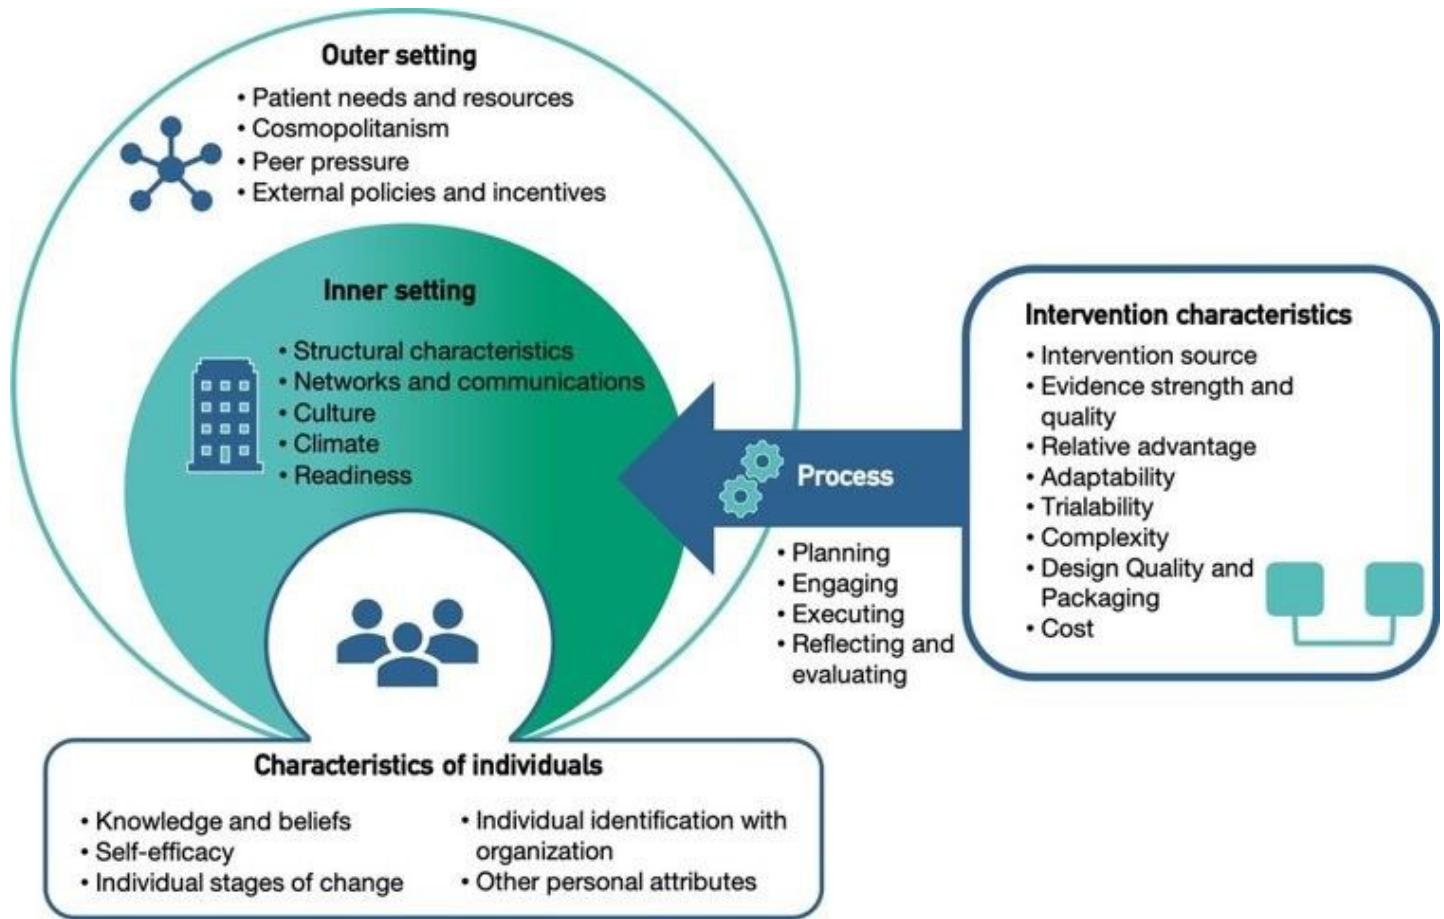 Outer setting
• Patient needs and resources
• Cosmopolitanism
• Peer pressure
• External policies and incentives
Inner setting
• Structural characteristics
• Networks and communications
• Culture
• Climate
• Readiness
Process
• Planning
• Engaging
• Executing
• Reflecting and
evaluating
Intervention characteristics
• Intervention source
• Evidence strength and
quality
• Relative advantage
• Adaptability
• Trialability
• Complexity
• Design Quality and
Packaging
• Cost
Characteristics of individuals
• Knowledge and beliefs
• Self-efficacy
• Individual stages of change
• Individual identification with
organization
• Other personal attributes